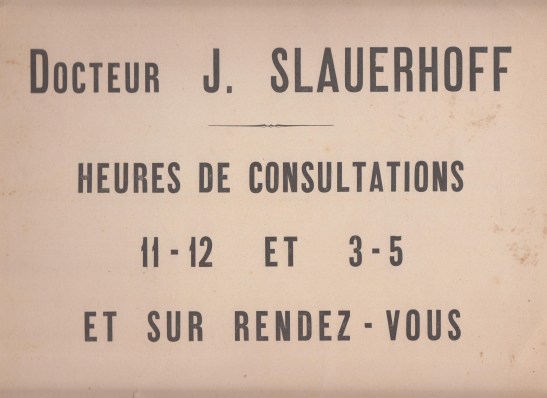 DOCTEUR J. SLAUERHOFF
HEURES DE CONSULTATIONS
11-12 ET 3-5
ET SUR RENDEZ-VOUS